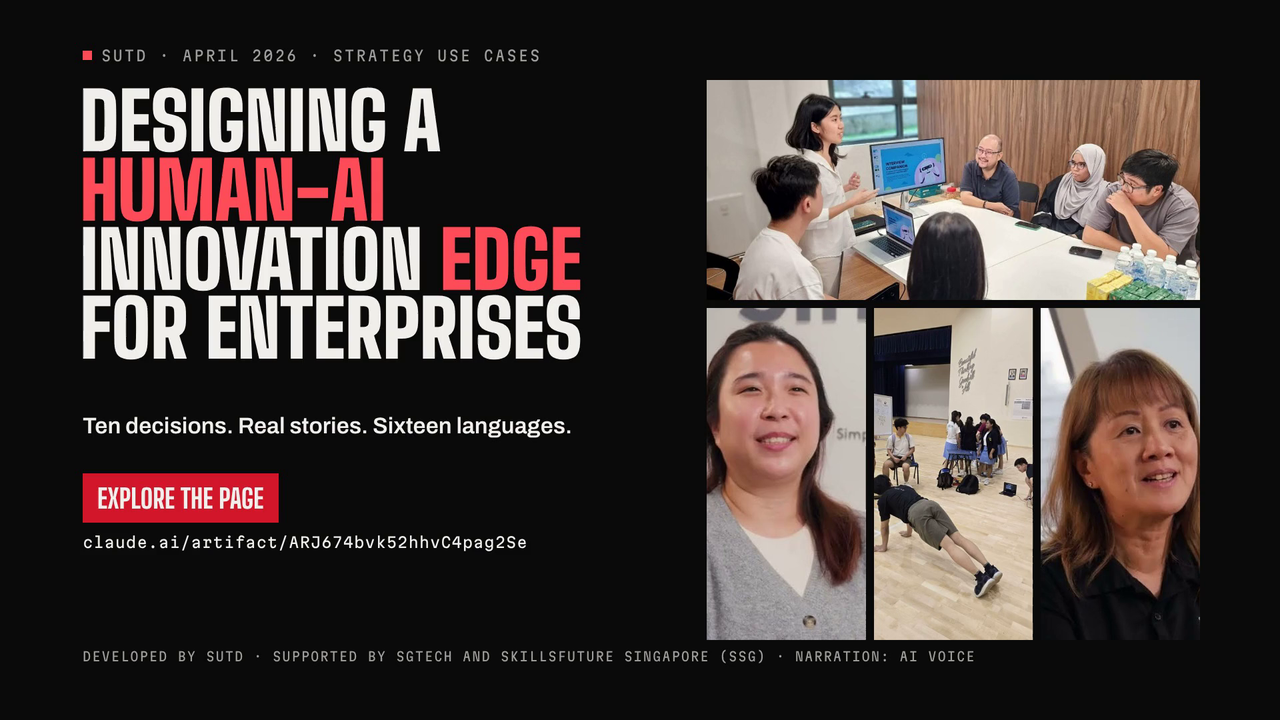 SUTD · APRIL 2026 · STRATEGY USE CASES
DESIGNING A
HUMAN–AI
INNOVATION EDGE
FOR ENTERPRISES
Ten decisions. Real stories. Sixteen languages.
EXPLORE THE PAGE
claude.ai/artifact/ARJ674bvk52hhvC4pag2Se
DEVELOPED BY SUTD · SUPPORTED BY SGTECH AND SKILLSFUTURE SINGAPORE (SSG) · NARRATION: AI VOICE